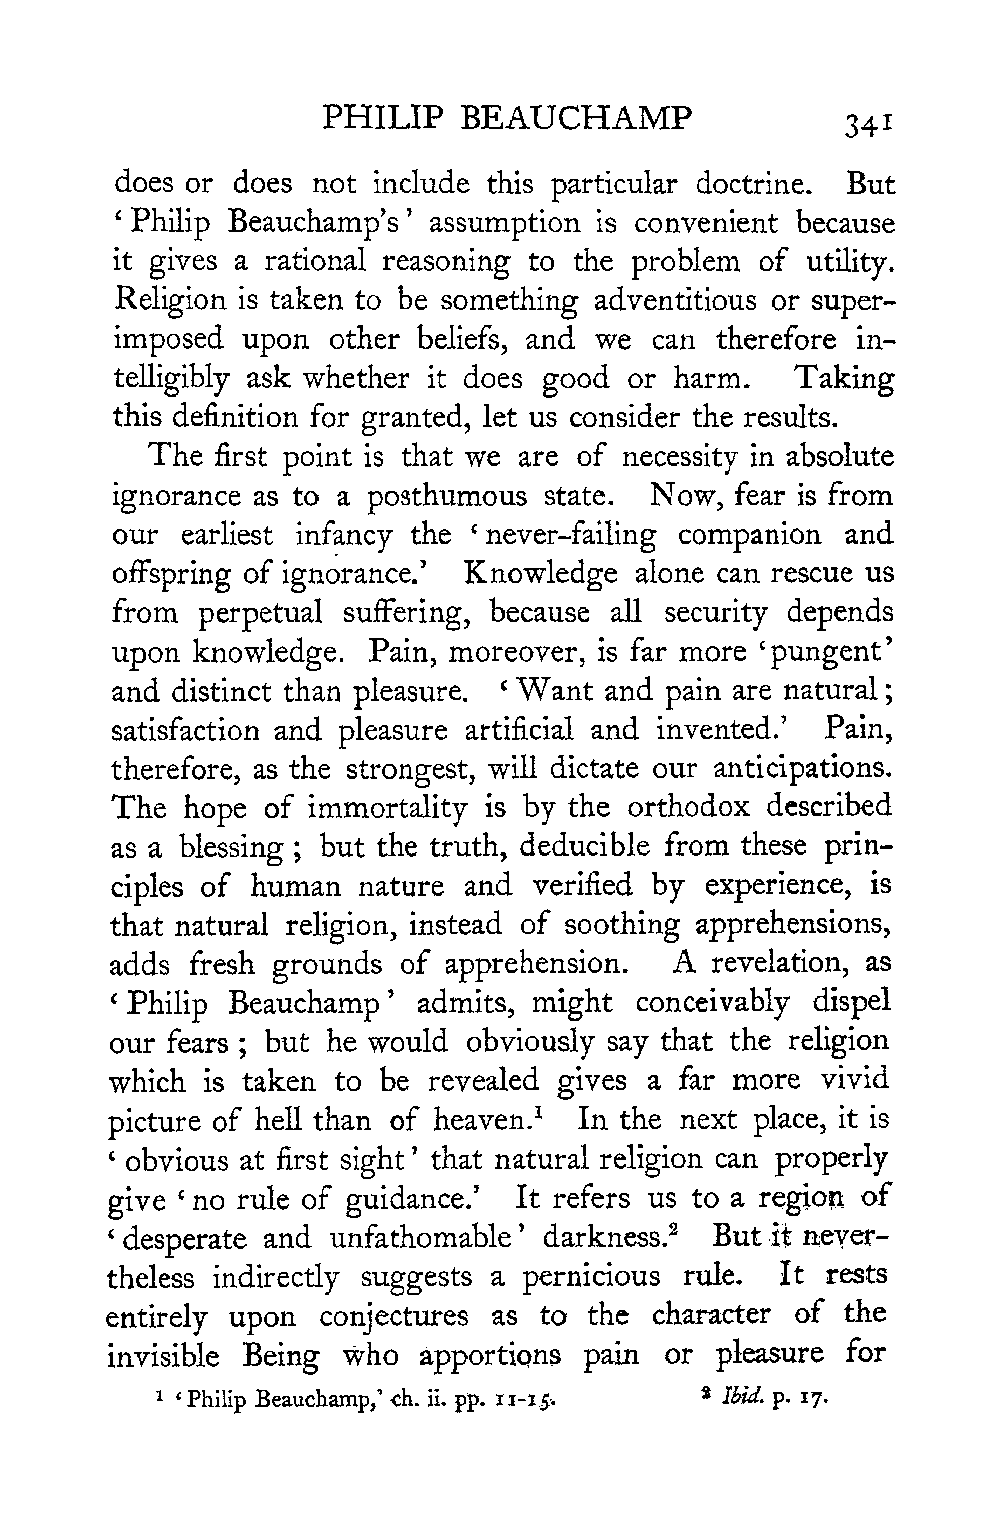 PHILIP BEAUCHAMP 341
does or does not include this particular doctrine. But
‘Philip Beauchamp’s’ assumption is convenient because
it gives a rational reasoning to the problem of utility.
Religion is taken to be something adventitious or super-
imposed upon other beliefs, and we can therefore in-
telligibly ask whether it does good or harm. Taking
this definition for granted, let us consider the results.
The first point is that we are of necessity in absolute
ignorance as to a posthumous state. Now, fear is from
our earliest infancy the ‘never-failing companion and
offspring of ignorance.’ Knowledge alone can rescue us
from perpetual suffering, because all security depends
upon knowledge. Pain, moreover, is far more ‘pungent’
and distinct than pleasure. ‘Want and pain are natural;
satisfaction and pleasure artificial and invented.’ Pain,
therefore, as the strongest, will dictate our anticipations.
The hope of immortality is by the orthodox described
as a blessing; but the truth, deducible from these prin-
ciples of human nature and verified by experience, is
that natural religion, instead of soothing apprehensions,
adds fresh grounds of apprehension. A revelation, as
‘Philip Beauchamp’ admits, might conceivably dispel
our fears; but he would obviously say that the religion
which is taken to be revealed gives a far more vivid
picture of hell than of heaven.¹ In the next place, it is
‘obvious at first sight’ that natural religion can properly
give ‘no rule of guidance.’ It refers us to a region of
‘desperate and unfathomable’ darkness.² But it never-
theless indirectly suggests a pernicious rule. It rests
entirely upon conjectures as to the character of the
invisible Being who apportions pain or pleasure for
¹ ‘Philip Beauchamp,’ ch. ii. pp. 11-15. ² Ibid. p. 17.